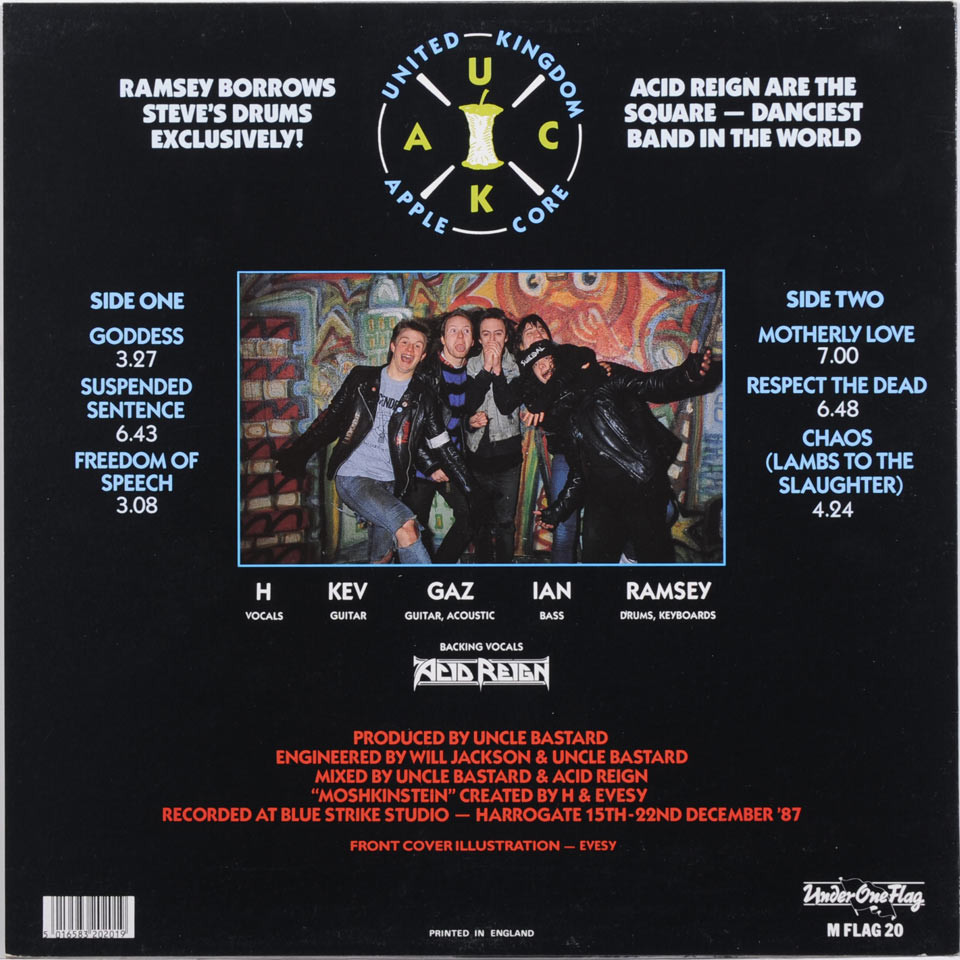 RAMSEY BORROWS
STEVE'S DRUMS
EXCLUSIVELY!
UNITED KINGDOM
U
A C
K
APPLE CORE
ACID REIGN ARE THE
SQUARE — DANCIEST
BAND IN THE WORLD
SIDE ONE
GODDESS
3.27
SUSPENDED
SENTENCE
6.43
FREEDOM OF
SPEECH
3.08
SUICIDAL
SIDE TWO
MOTHERLY LOVE
7.00
RESPECT THE DEAD
6.48
CHAOS
(LAMBS TO THE
SLAUGHTER)
4.24
H KEV GAZ IAN RAMSEY
VOCALS GUITAR GUITAR, ACOUSTIC BASS DRUMS, KEYBOARDS
BACKING VOCALS
ACID REIGN
PRODUCED BY UNCLE BASTARD
ENGINEERED BY WILL JACKSON & UNCLE BASTARD
MIXED BY UNCLE BASTARD & ACID REIGN
“MOSHKINSTEIN” CREATED BY H & EVESY
RECORDED AT BLUE STRIKE STUDIO — HARROGATE 15TH-22ND DECEMBER '87
FRONT COVER ILLUSTRATION — EVESY
5 016583 202019
PRINTED IN ENGLAND
Under One Flag
M FLAG 20